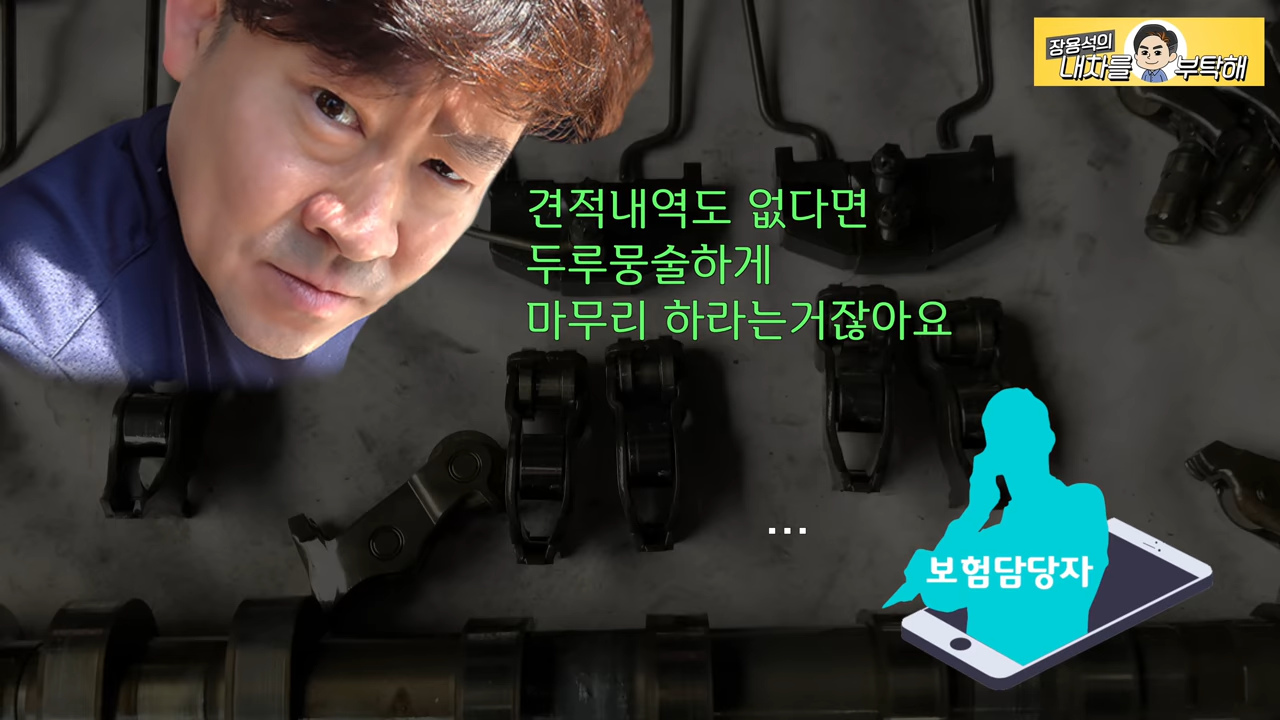 장용석의
내차를 부탁해
견적내역도 없다면
두루뭉술하게
마무리 하라는거잖아요
...
보험담당자